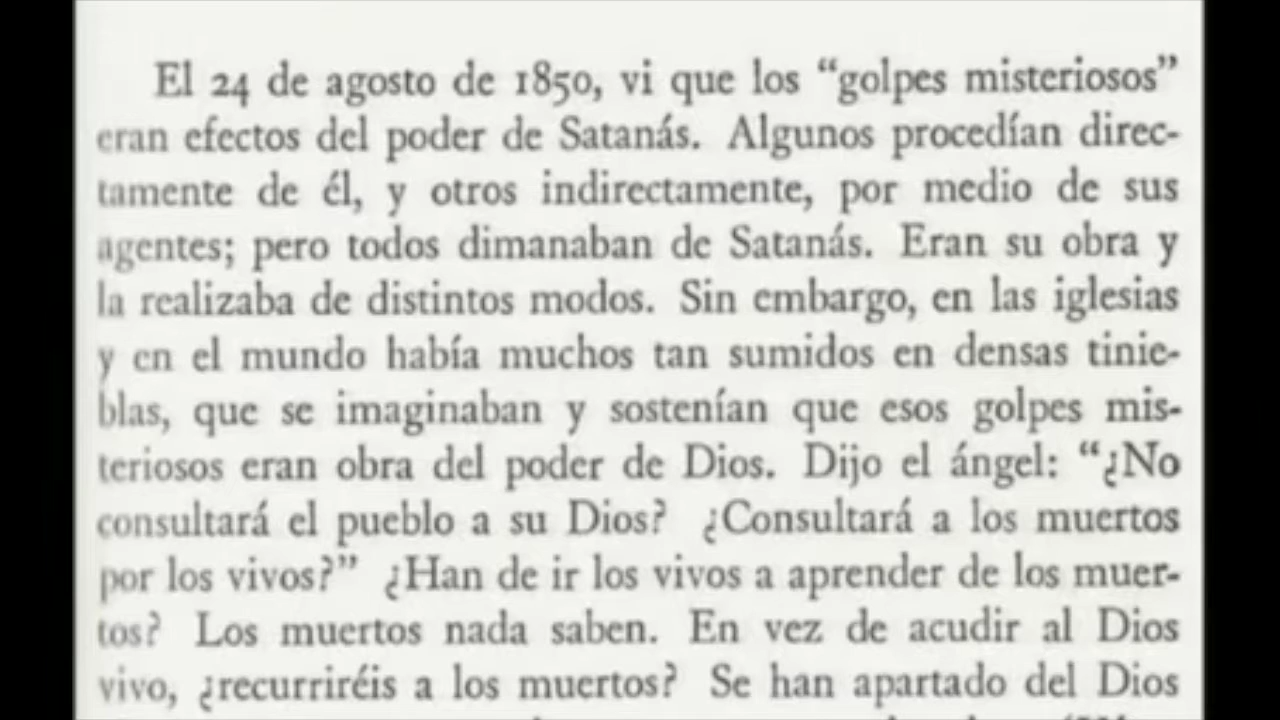 El 24 de agosto de 1850, vi que los “golpes misteriosos”
eran efectos del poder de Satanás. Algunos procedían direc-
tamente de él, y otros indirectamente, por medio de sus
agentes; pero todos dimanaban de Satanás. Eran su obra y
la realizaba de distintos modos. Sin embargo, en las iglesias
y en el mundo había muchos tan sumidos en densas tinie-
blas, que se imaginaban y sostenían que esos golpes mis-
teriosos eran obra del poder de Dios. Dijo el ángel: “¿No
consultará el pueblo a su Dios? ¿Consultará a los muertos
por los vivos?” ¿Han de ir los vivos a aprender de los muer-
tos? Los muertos nada saben. En vez de acudir al Dios
vivo, ¿recurriréis a los muertos? Se han apartado del Dios